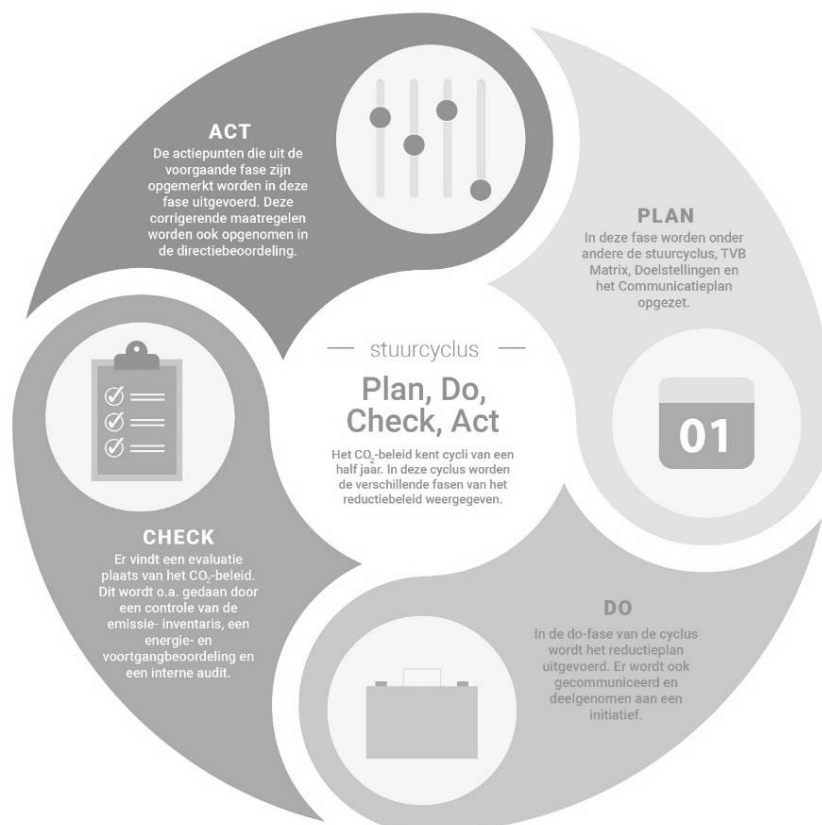 ACT
De actiepunten die uit de
voorgaande fase zijn
opgemerkt worden in deze
fase uitgevoerd. Deze
corrigerende maatregelen
worden ook opgenomen in
de directiebeoordeling.
PLAN
In deze fase worden onder
andere de stuurcyclus, TVB
Matrix, Doelstellingen en
het Communicatieplan
opgezet.
01
stuurcyclus
Plan, Do,
Check, Act
Het CO₂-beleid kent cycli van een
half jaar. In deze cyclus worden
de verschillende fasen van het
reductiebeleid weergegeven.
CHECK
Er vindt een evaluatie
plaats van het CO₂-beleid.
Dit wordt o.a. gedaan door
een controle van de
emissie- inventaris, een
energie- en
voortgangbeoordeling en
een interne audit.
DO
In de do-fase van de cyclus
wordt het reductieplan
uitgevoerd. Er wordt ook
gecommuniceerd en
deelgenomen aan een
initiatief.